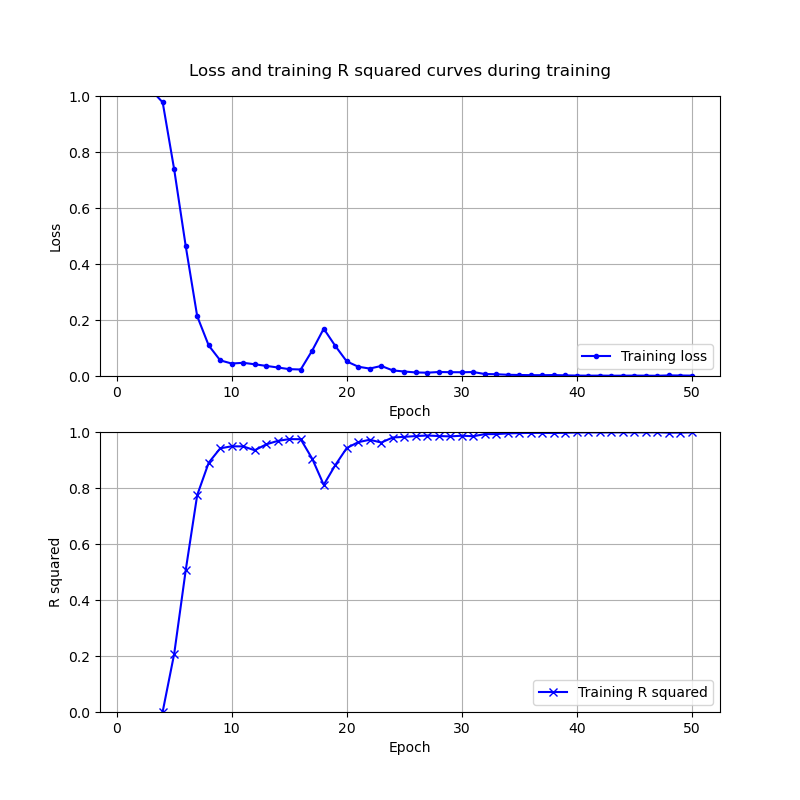 Loss and training R squared curves during training
1.0
0.8
0.6
0.4
0.2
0.0
Loss
Training loss
0 10 20 30 40 50
Epoch
1.0
0.8
0.6
0.4
0.2
0.0
R squared
Training R squared
0 10 20 30 40 50
Epoch